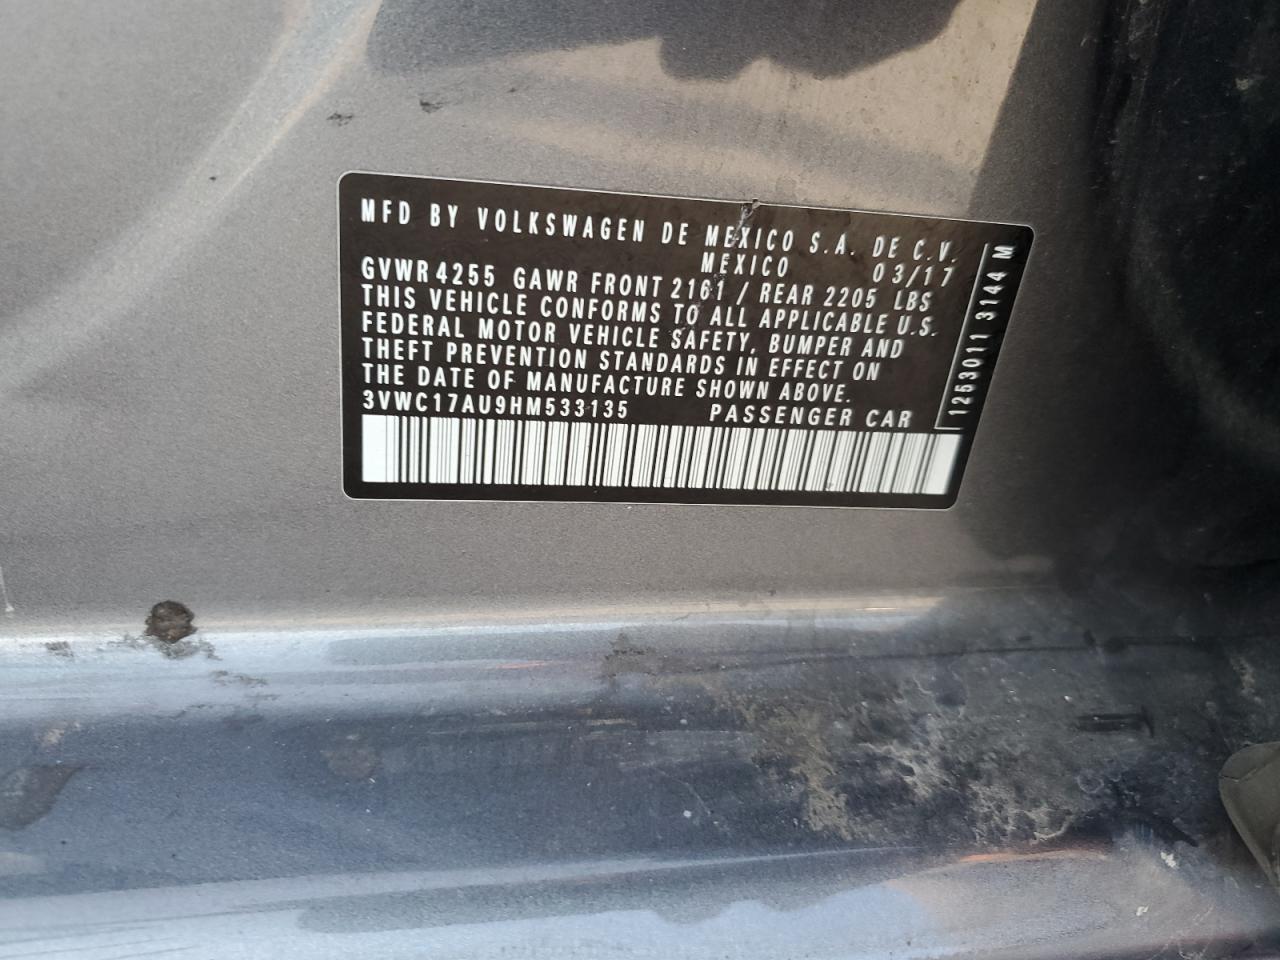 MFD BY VOLKSWAGEN DE MEXICO S.A. DE C.V.
MEXICO 03/17
GVWR 4255 GAWR FRONT 2161 / REAR 2205 LBS
THIS VEHICLE CONFORMS TO ALL APPLICABLE U.S.
FEDERAL MOTOR VEHICLE SAFETY, BUMPER AND
THEFT PREVENTION STANDARDS IN EFFECT ON
THE DATE OF MANUFACTURE SHOWN ABOVE.
3VWC17AU9HM533135 PASSENGER CAR
1253011 3144 M